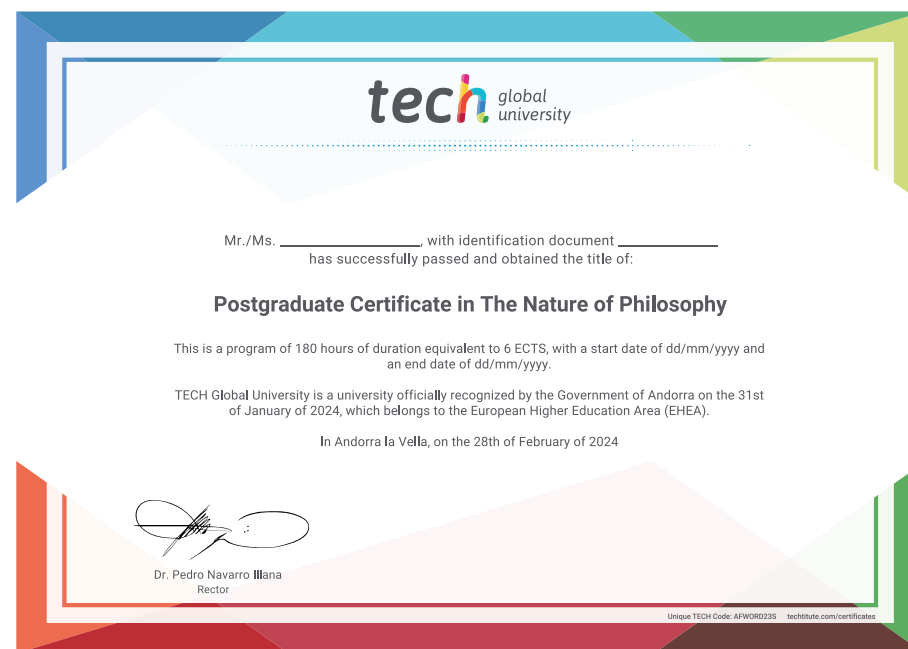 tech global university
Mr./Ms. ____________, with identification document ____________
has successfully passed and obtained the title of:
Postgraduate Certificate in The Nature of Philosophy
This is a program of 180 hours of duration equivalent to 6 ECTS, with a start date of dd/mm/yyyy and
an end date of dd/mm/yyyy.
TECH Global University is a university officially recognized by the Government of Andorra on the 31st
of January of 2024, which belongs to the European Higher Education Area (EHEA).
In Andorra la Vella, on the 28th of February of 2024
Dr. Pedro Navarro Illana
Rector
Unique TECH Code: AFWORD23S techtitute.com/certificates